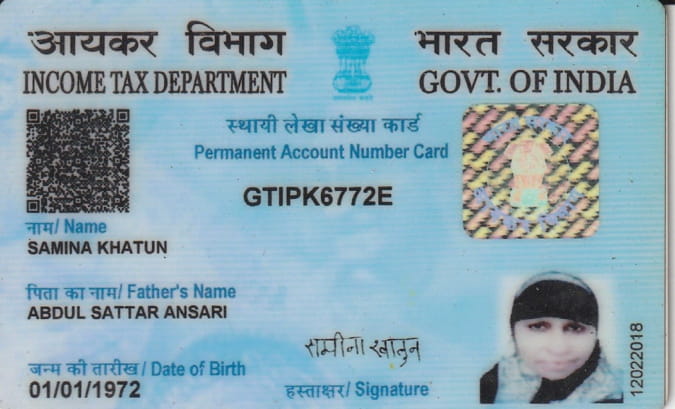 आयकर विभाग
INCOME TAX DEPARTMENT
भारत सरकार
GOVT. OF INDIA
स्थायी लेखा संख्या कार्ड
Permanent Account Number Card
GTIPK6772E
नाम/ Name
SAMINA KHATUN
पिता का नाम/ Father's Name
ABDUL SATTAR ANSARI
जन्म की तारीख/ Date of Birth
01/01/1972
समीना खातुन
हस्ताक्षर/ Signature
12022018